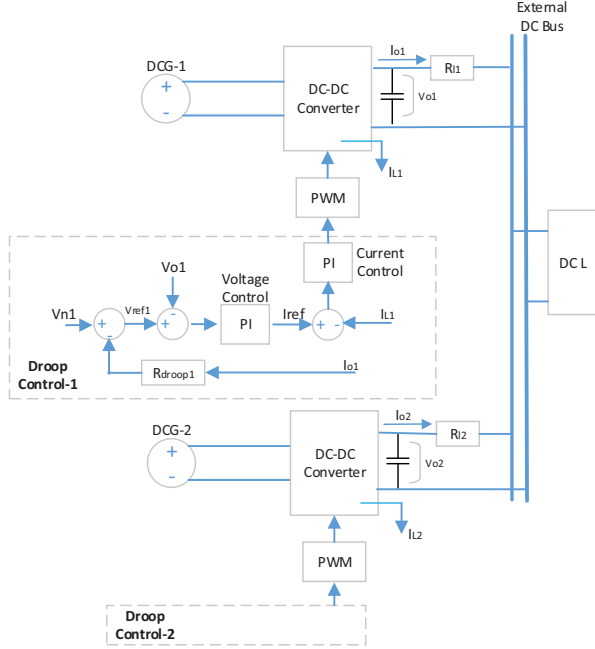 External
DC Bus
DCG-1
+
-
DC-DC
Converter
Io1
Rl1
Vo1
IL1
PWM
PI
Current
Control
Vo1
Voltage
Control
Vn1
+
-
Vref1
+
-
PI
Iref
+
-
IL1
Rdroop1
Io1
Droop
Control-1
DC L
DCG-2
+
-
DC-DC
Converter
Io2
Rl2
Vo2
IL2
PWM
Droop
Control-2